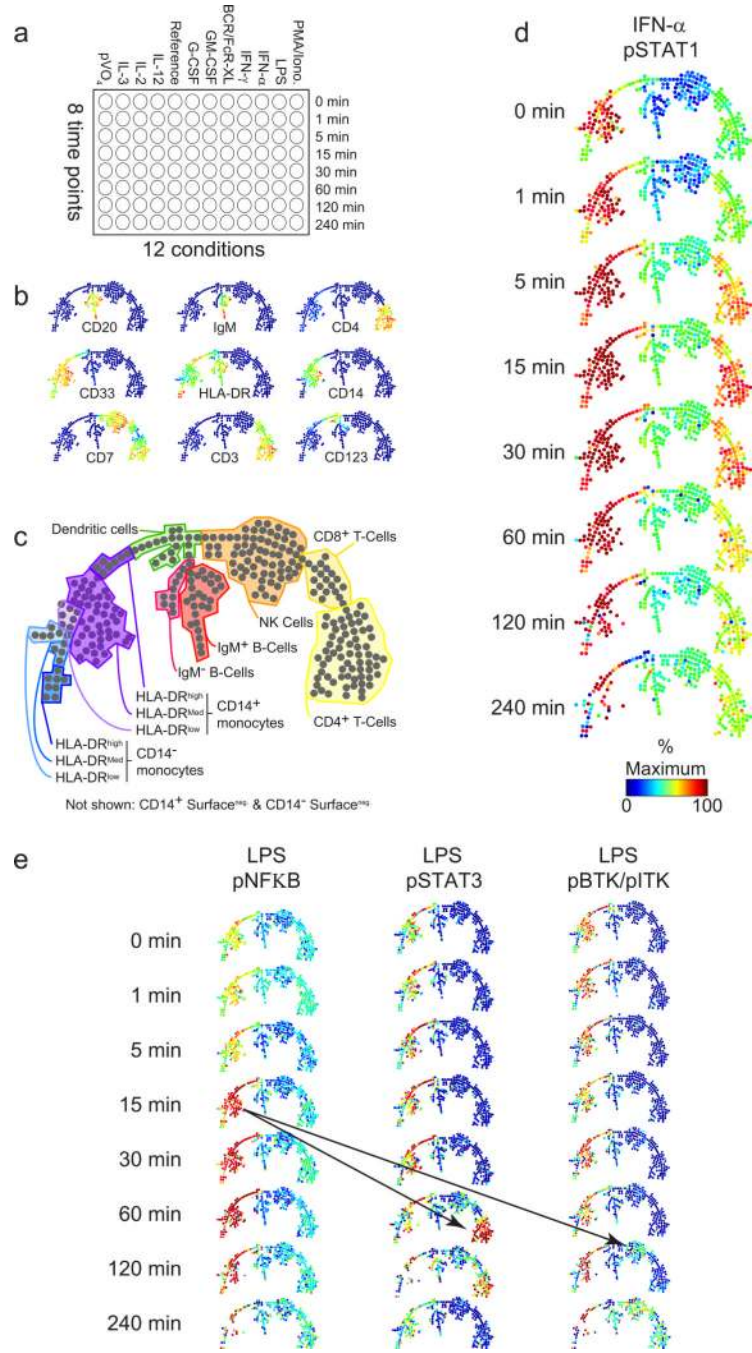 a
pVO4
IL-3
IL-2
IL-12
Reference
G-CSF
GM-CSF
BCR/FcR-XL
IFN-γ
IFN-α
LPS
PMA/Iono.
8 time points
0 min
1 min
5 min
15 min
30 min
60 min
120 min
240 min
12 conditions
b
CD20
IgM
CD4
CD33
HLA-DR
CD14
CD7
CD3
CD123
c
Dendritic cells
CD8+ T-Cells
NK Cells
IgM+ B-Cells
IgM- B-Cells
CD4+ T-Cells
HLA-DRhigh
HLA-DRMed
HLA-DRlow
CD14+
monocytes
HLA-DRhigh
HLA-DRMed
HLA-DRlow
CD14-
monocytes
Not shown: CD14+ Surfaceneg & CD14- Surfaceneg
d
IFN-α
pSTAT1
0 min
1 min
5 min
15 min
30 min
60 min
120 min
240 min
%
Maximum
0 100
e
LPS
pNFKB
LPS
pSTAT3
LPS
pBTK/pITK
0 min
1 min
5 min
15 min
30 min
60 min
120 min
240 min